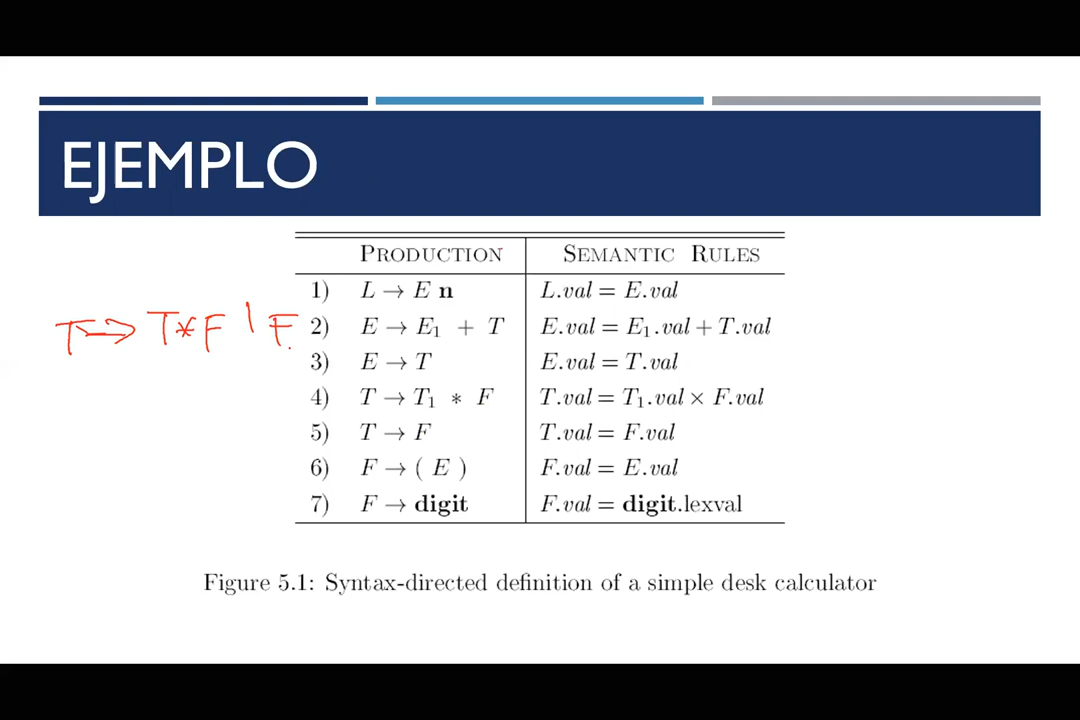 EJEMPLO
PRODUCTION SEMANTIC RULES
1) L → E n L.val = E.val
T → T*F | F
2) E → E₁ + T E.val = E₁.val + T.val
3) E → T E.val = T.val
4) T → T₁ * F T.val = T₁.val × F.val
5) T → F T.val = F.val
6) F → ( E ) F.val = E.val
7) F → digit F.val = digit.lexval
Figure 5.1: Syntax-directed definition of a simple desk calculator